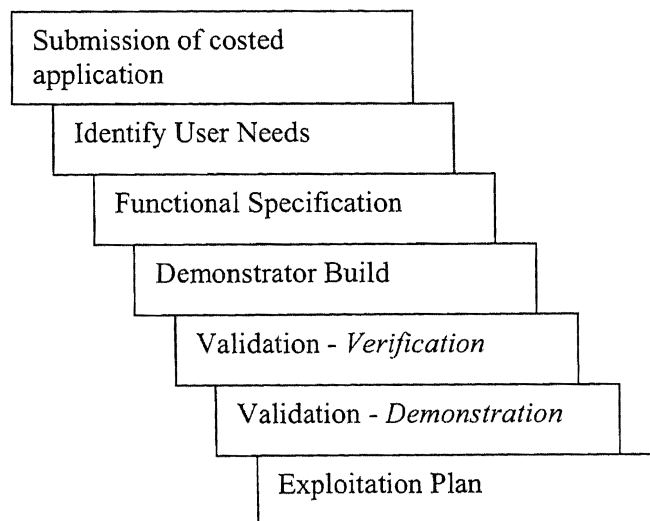 Submission of costed
application
Identify User Needs
Functional Specification
Demonstrator Build
Validation - Verification
Validation - Demonstration
Exploitation Plan